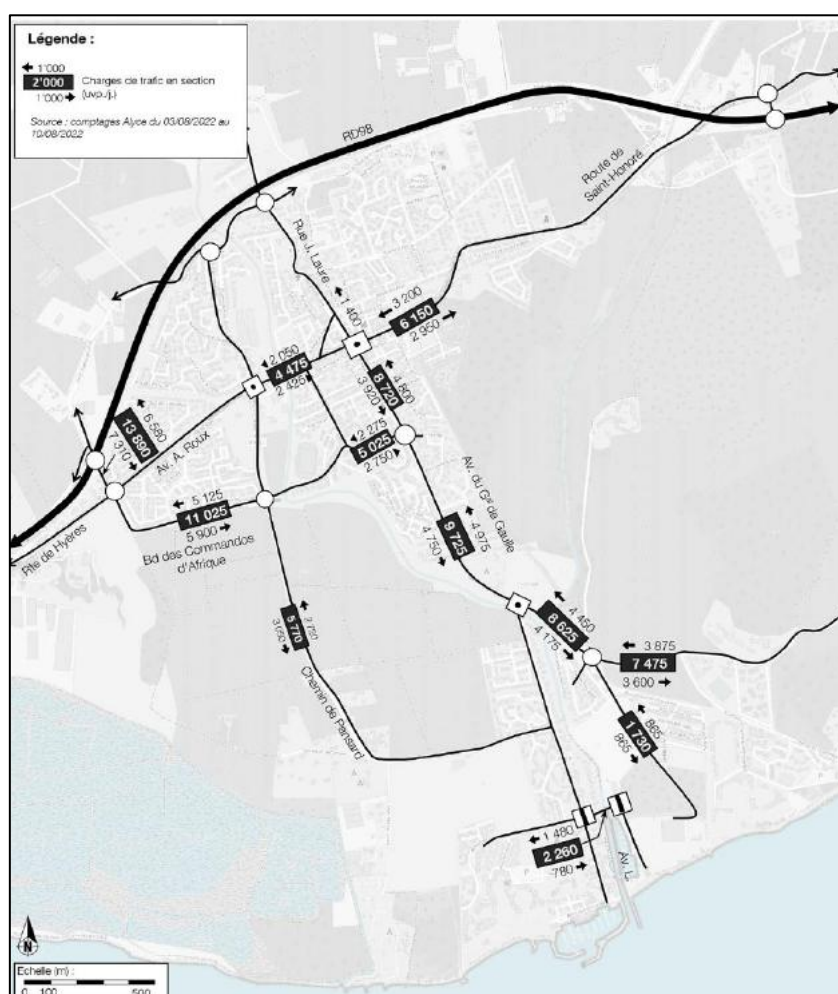 Légende :
1'000
2'000
1'000
Charges de trafic en section
(uvp./j.)
Source : comptages Alyce du 03/08/2022 au
10/08/2022
RD98
Route de
Saint-Honoré
Rue J. Laure
1 400
3 200
6 150
2 950
2 050
4 475
2 425
4 800
8 720
3 920
2 275
5 025
2 750
6 580
13 890
7 310
Av. A. Roux
5 125
11 025
5 900
Bd des Commandos
d'Afrique
Rte de Hyères
Av. du Gal de Gaulle
4 975
9 725
4 750
4 450
8 625
4 175
3 875
7 475
3 600
5 770
Chemin de Pansard
865
1 730
865
1 480
2 260
780
Av. L.
N
Echelle (m) :
0 100 500